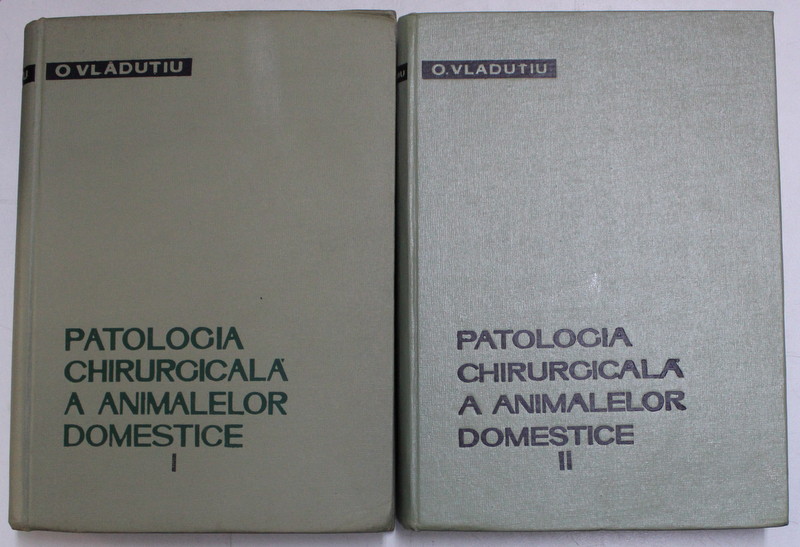 O VLĂDUȚIU
PATOLOGIA
CHIRURGICALĂ
A ANIMALELOR
DOMESTICE
I
O. VLĂDUȚIU
PATOLOGIA
CHIRURGICALĂ
A ANIMALELOR
DOMESTICE
II